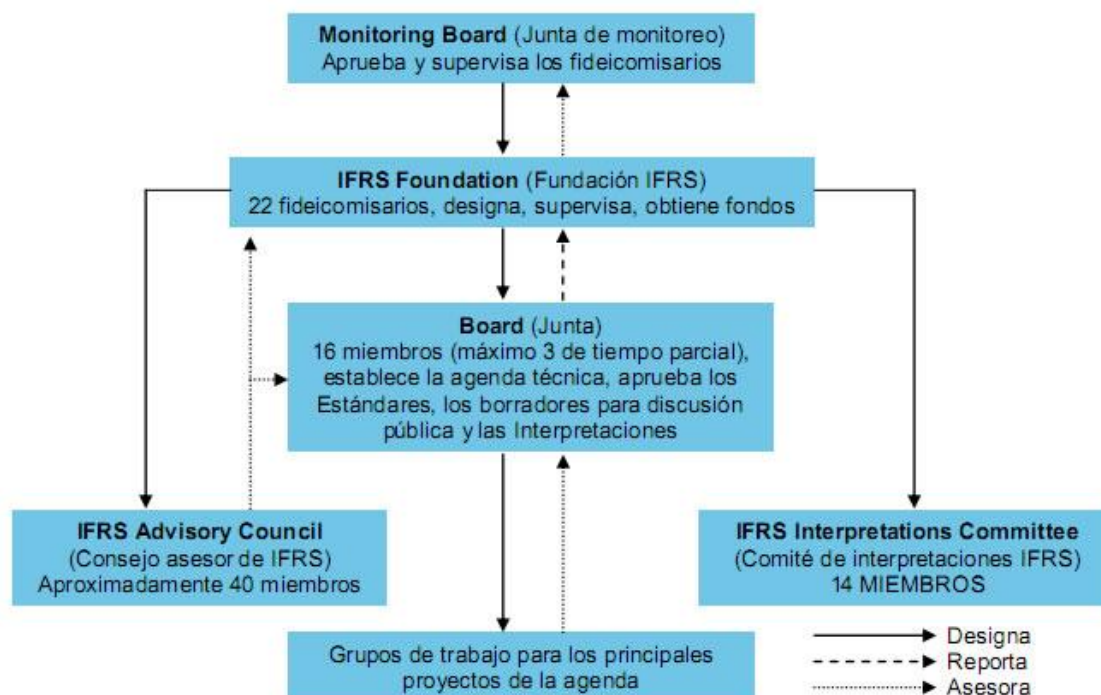 Monitoring Board (Junta de monitoreo)
Aprueba y supervisa los fideicomisarios
IFRS Foundation (Fundación IFRS)
22 fideicomisarios, designa, supervisa, obtiene fondos
Board (Junta)
16 miembros (máximo 3 de tiempo parcial),
establece la agenda técnica, aprueba los
Estándares, los borradores para discusión
pública y las Interpretaciones
IFRS Advisory Council
(Consejo asesor de IFRS)
Aproximadamente 40 miembros
IFRS Interpretations Committee
(Comité de interpretaciones IFRS)
14 MIEMBROS
Grupos de trabajo para los principales
proyectos de la agenda
Designa
Reporta
Asesora